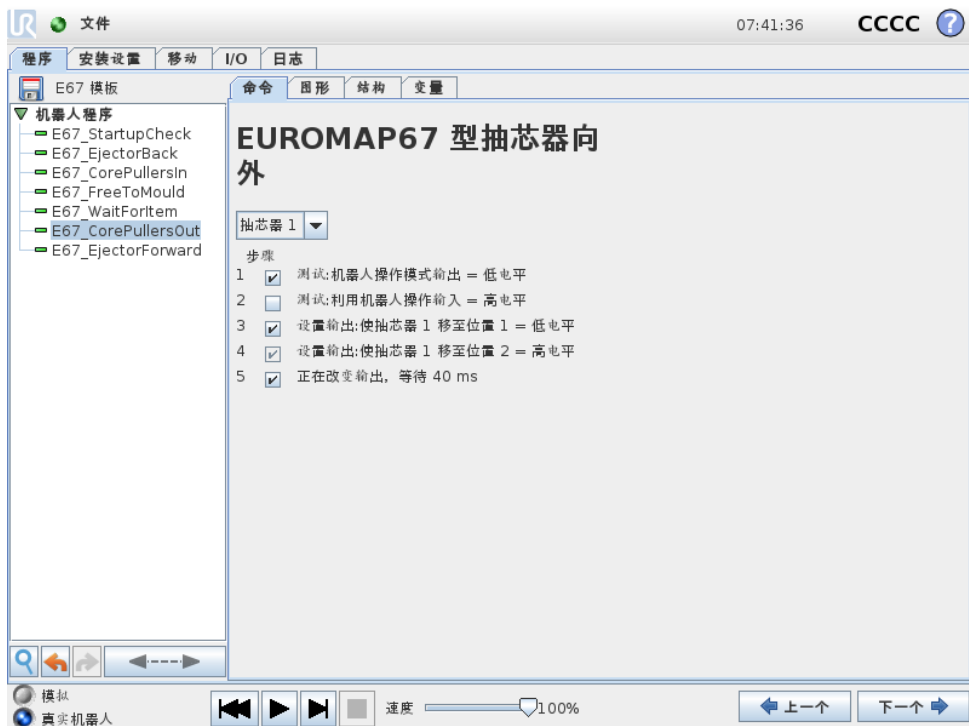 UR 文件 07:41:36 CCCC ?
程序 安装设置 移动 I/O 日志
E67 模板 命令 图形 结构 变量
机器人程序
E67_StartupCheck
E67_EjectorBack
E67_CorePullersIn
E67_FreeToMould
E67_WaitForItem
E67_CorePullersOut
E67_EjectorForward
EUROMAP67 型抽芯器向
外
抽芯器 1
步骤
1 测试:机器人操作模式输出 = 低电平
2 测试:利用机器人操作输入 = 高电平
3 设置输出:使抽芯器 1 移至位置 1 = 低电平
4 设置输出:使抽芯器 1 移至位置 2 = 高电平
5 正在改变输出，等待 40 ms
模拟
真实机器人
速度 100%
上一个 下一个